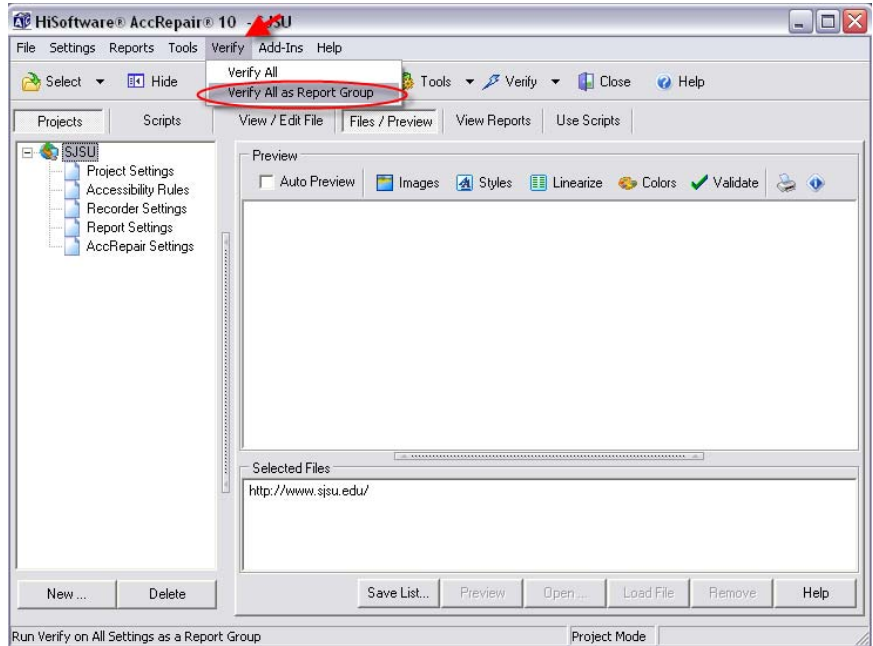 HiSoftware® AccRepair® 10 - SJSU
File Settings Reports Tools Verify Add-Ins Help
Verify All
Verify All as Report Group
Select Hide Tools Verify Close Help
Projects Scripts View / Edit File Files / Preview View Reports Use Scripts
SJSU
Project Settings
Accessibility Rules
Recorder Settings
Report Settings
AccRepair Settings
Preview
Auto Preview Images Styles Linearize Colors Validate
Selected Files
http://www.sjsu.edu/
New ... Delete Save List... Preview Open ... Load File Remove Help
Run Verify on All Settings as a Report Group Project Mode